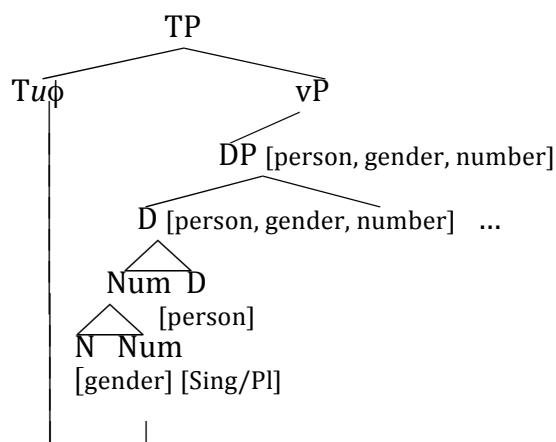 TP
Tuϕ vP
DP [person, gender, number]
D [person, gender, number] ...
Num D
[person]
N Num
[gender] [Sing/Pl]